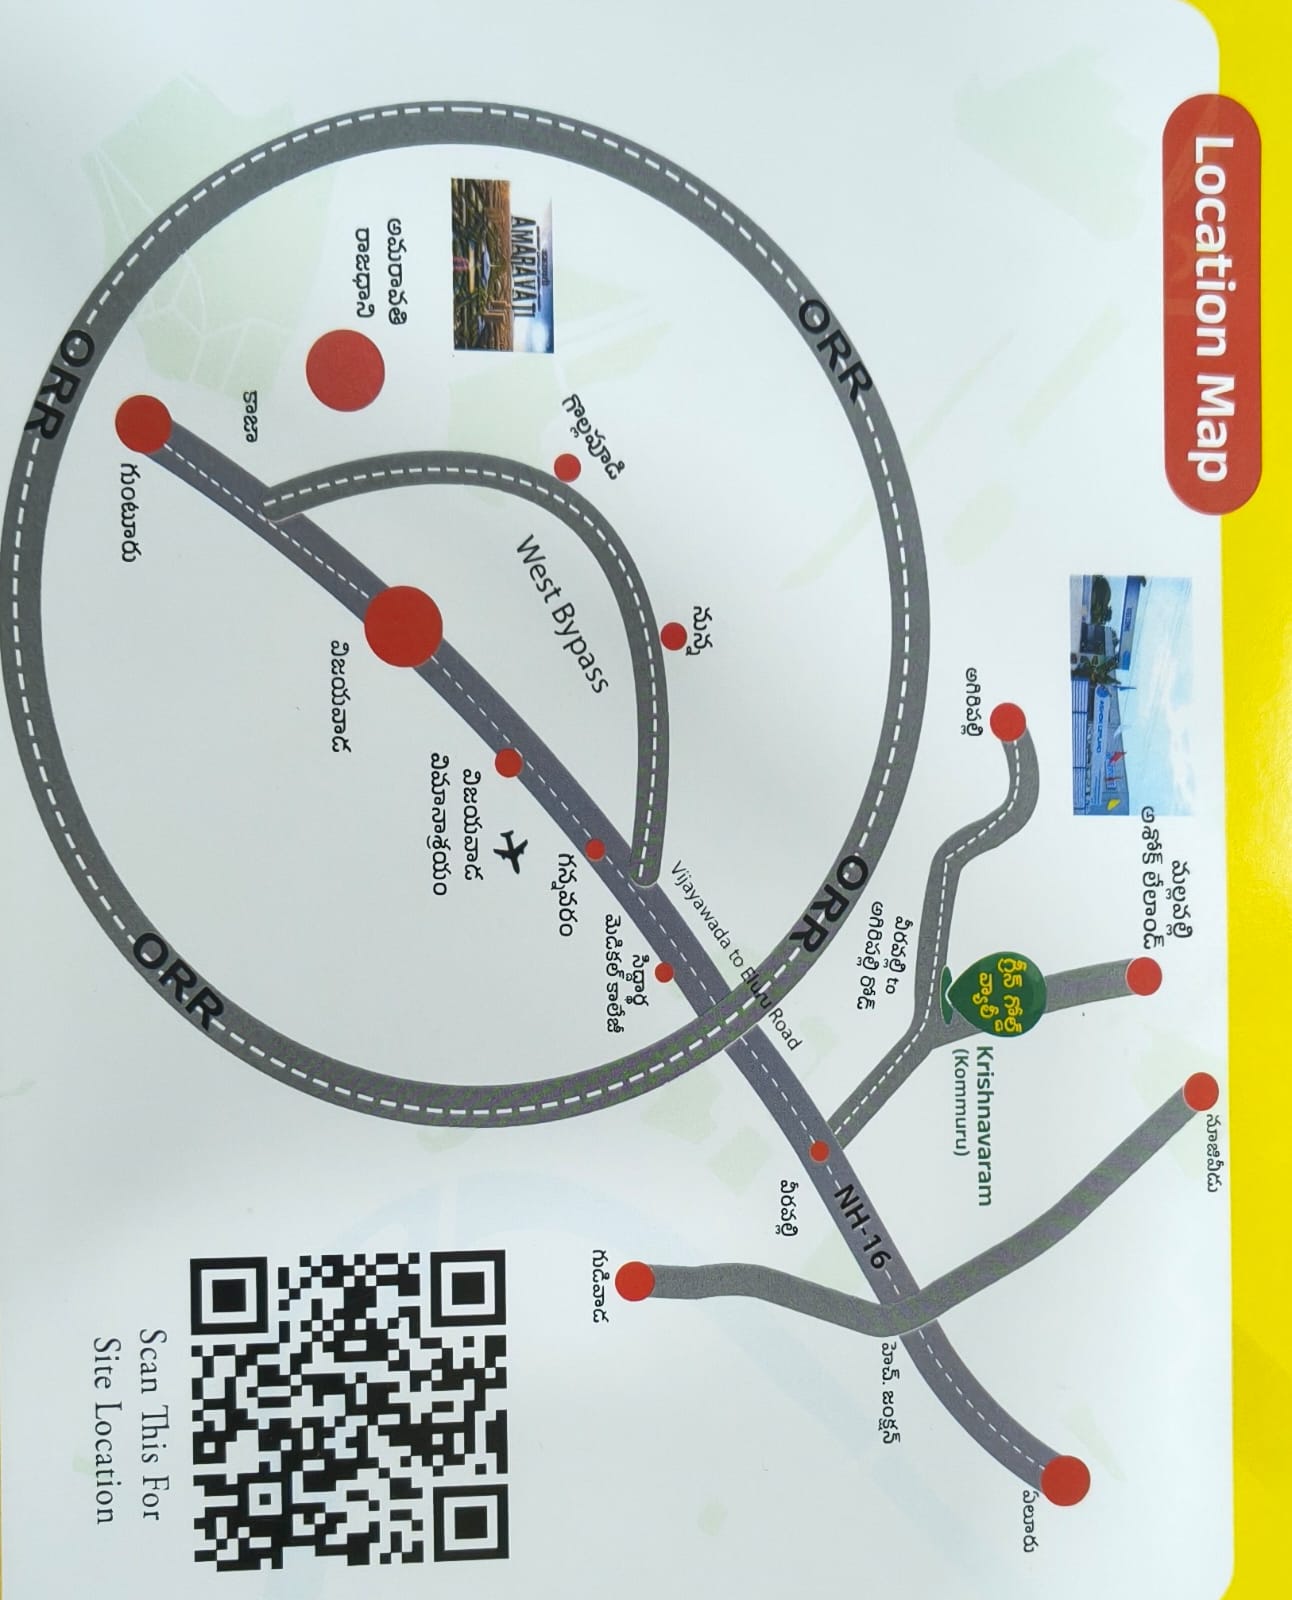 Location Map
మల్లవల్లి
అశోక్ లేలాండ్
నూజివీడు
ASHOK LEYLAND
అగిరిపల్లి
గ్రీన్ గోల్డ్
వ్యాలీ
Krishnavaram
(Kommuru)
వీరవల్లి to
అగిరిపల్లి రోడ్
ఏలూరు
ORR
ORR
Vijayawada to Eluru Road
NH-16
హెచ్. జంక్షన్
వీరవల్లి
నున్న
గొల్లపూడి
West Bypass
AMARAVATI
సిద్ధార్థ
మెడికల్ కాలేజీ
గుడివాడ
గన్నవరం
విజయవాడ
విమానాశ్రయం
అమరావతి
రాజధాని
విజయవాడ
కాజా
గుంటూరు
ORR
ORR
Scan This For
Site Location